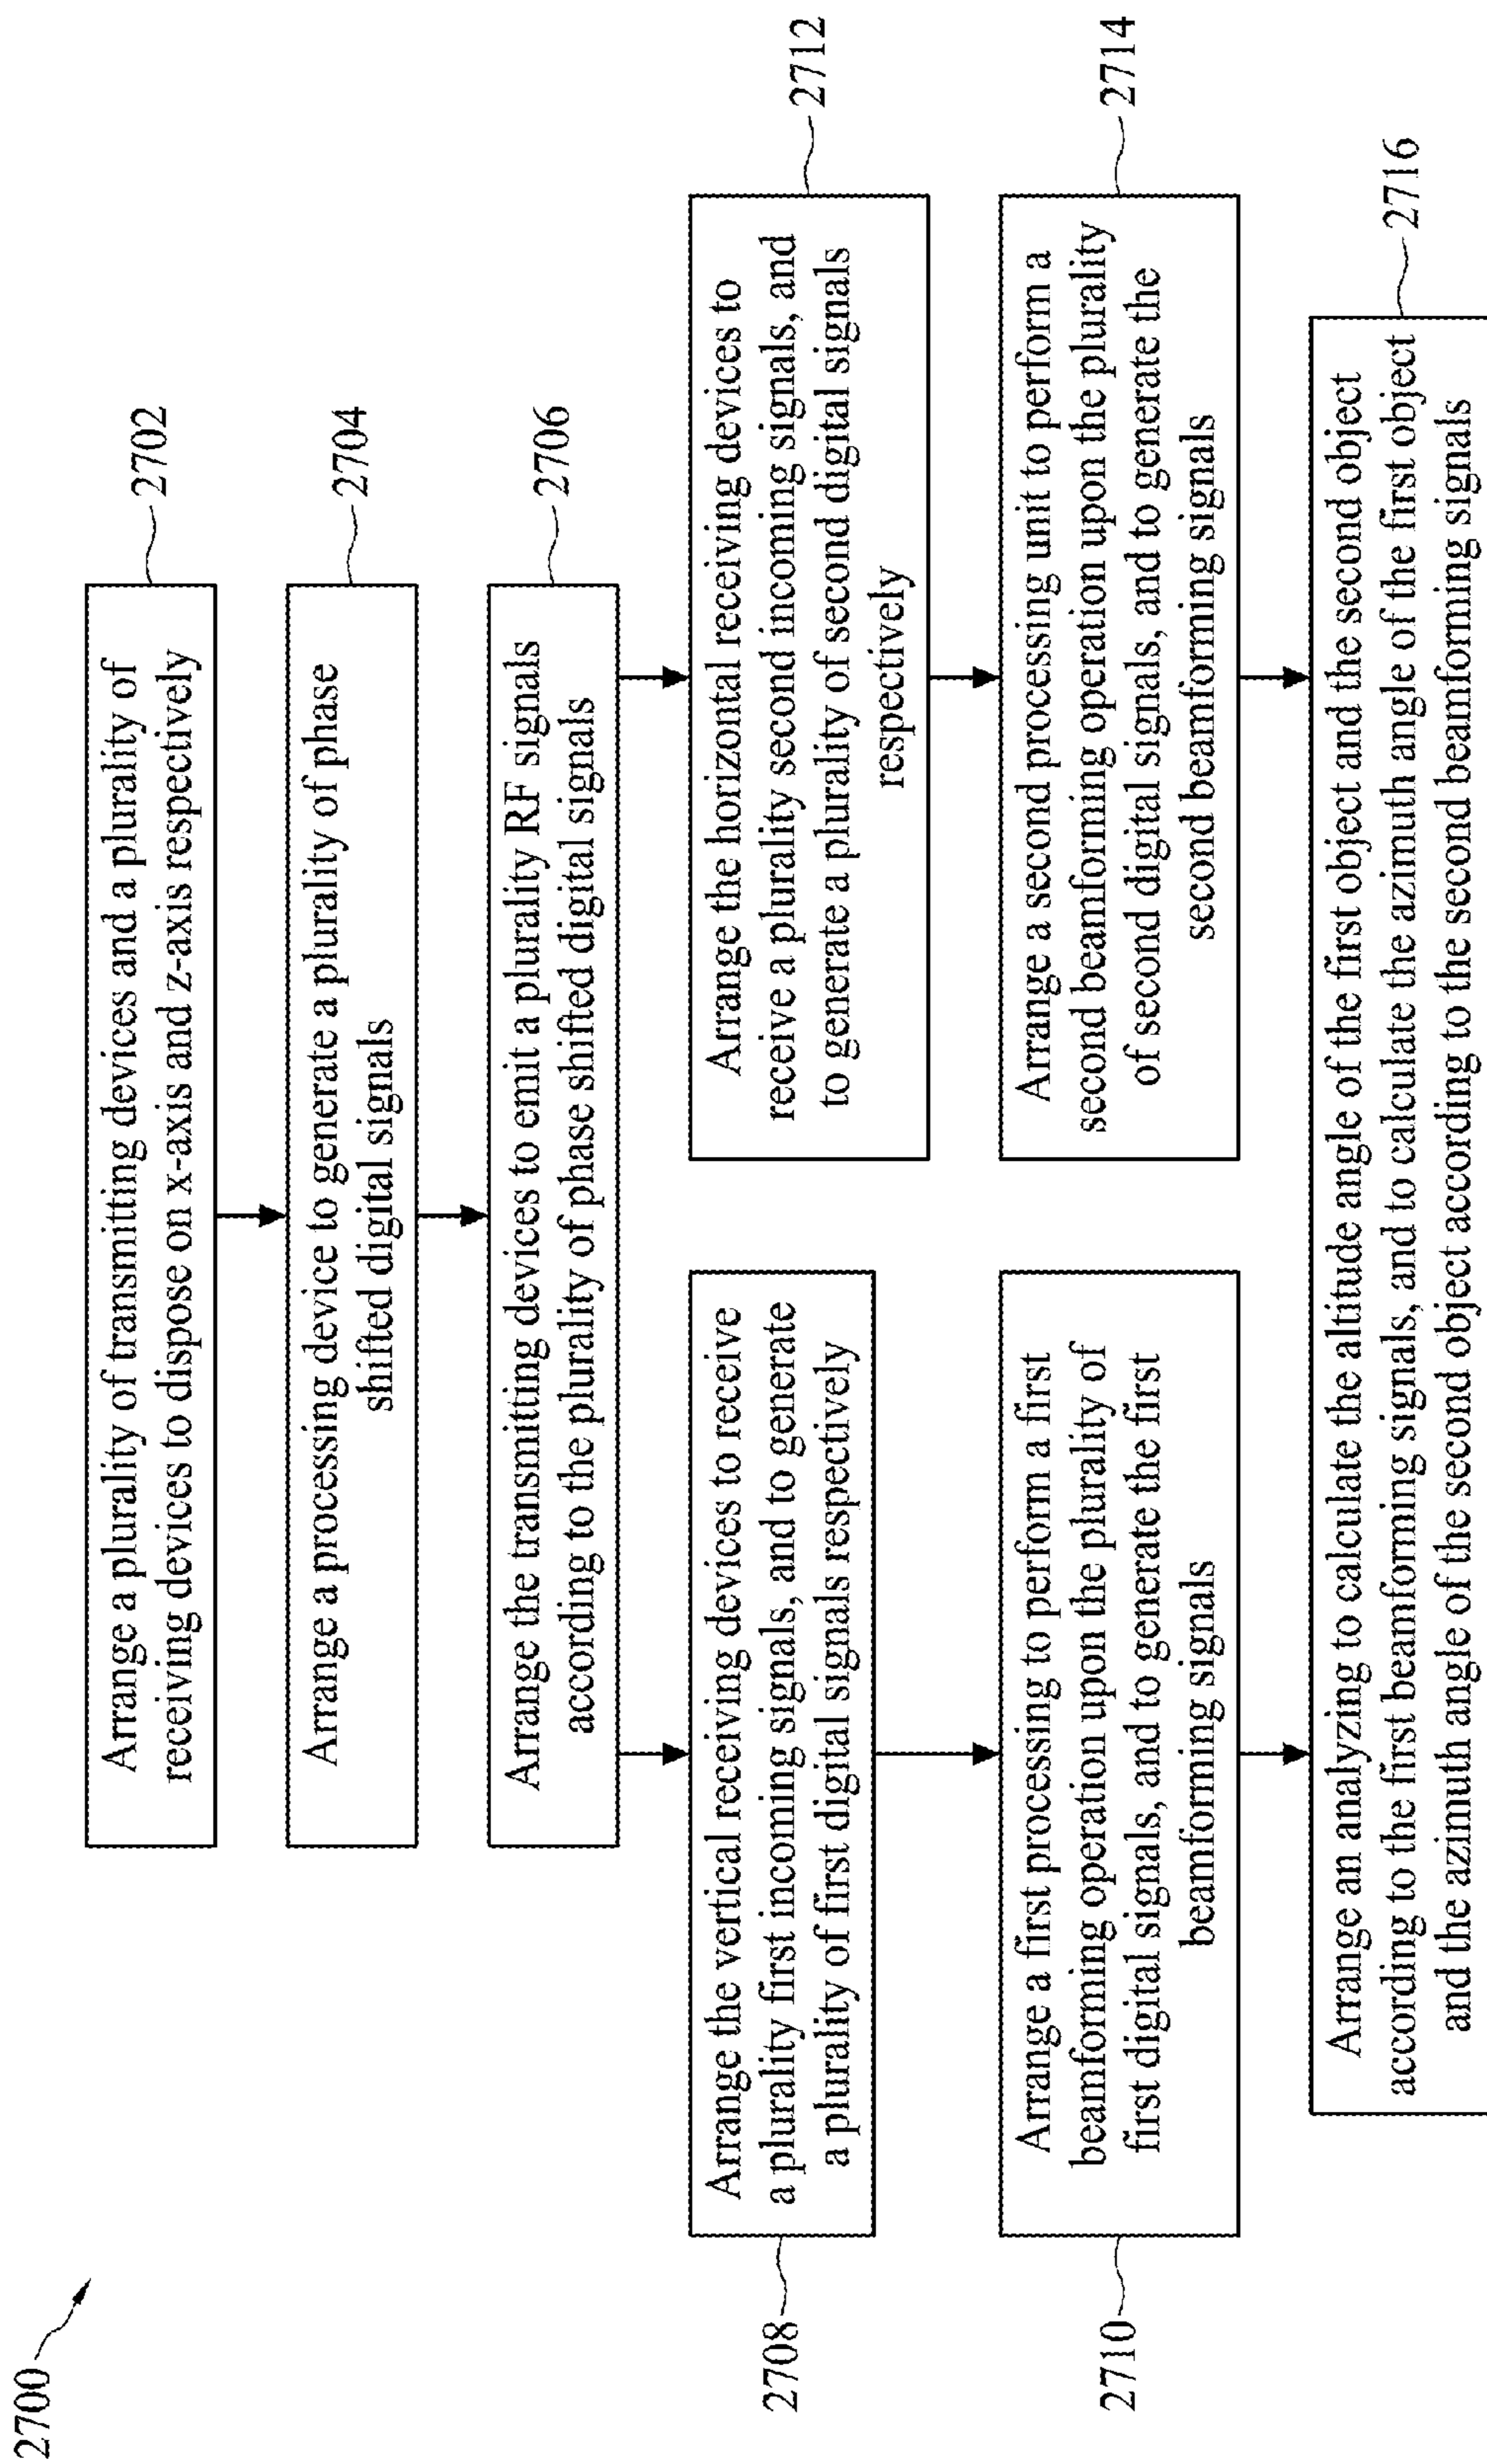 2700
Arrange a plurality of transmitting devices and a plurality of
receiving devices to dispose on x-axis and z-axis respectively
2702
Arrange a processing device to generate a plurality of phase
shifted digital signals
2704
Arrange the transmitting devices to emit a plurality RF signals
according to the plurality of phase shifted digital signals
2706
2708
Arrange the vertical receiving devices to receive
a plurality first incoming signals, and to generate
a plurality of first digital signals respectively
Arrange the horizontal receiving devices to
receive a plurality second incoming signals, and
to generate a plurality of second digital signals
respectively
2712
2710
Arrange a first processing to perform a first
beamforming operation upon the plurality of
first digital signals, and to generate the first
beamforming signals
Arrange a second processing unit to perform a
second beamforming operation upon the plurality
of second digital signals, and to generate the
second beamforming signals
2714
Arrange an analyzing to calculate the altitude angle of the first object and the second object
according to the first beamforming signals, and to calculate the azimuth angle of the first object
and the azimuth angle of the second object according to the second beamforming signals
2716